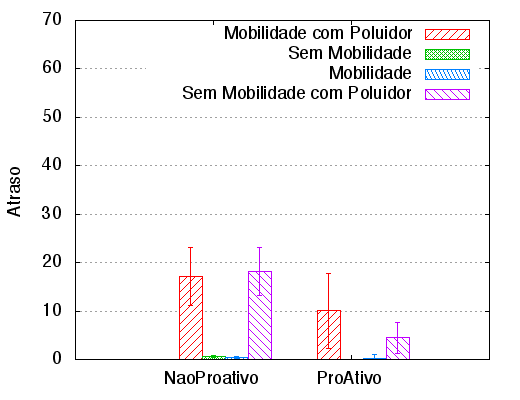 70
60
50
40
30
20
10
0
Atraso
Mobilidade com Poluidor
Sem Mobilidade
Mobilidade
Sem Mobilidade com Poluidor
NaoProativo
ProAtivo